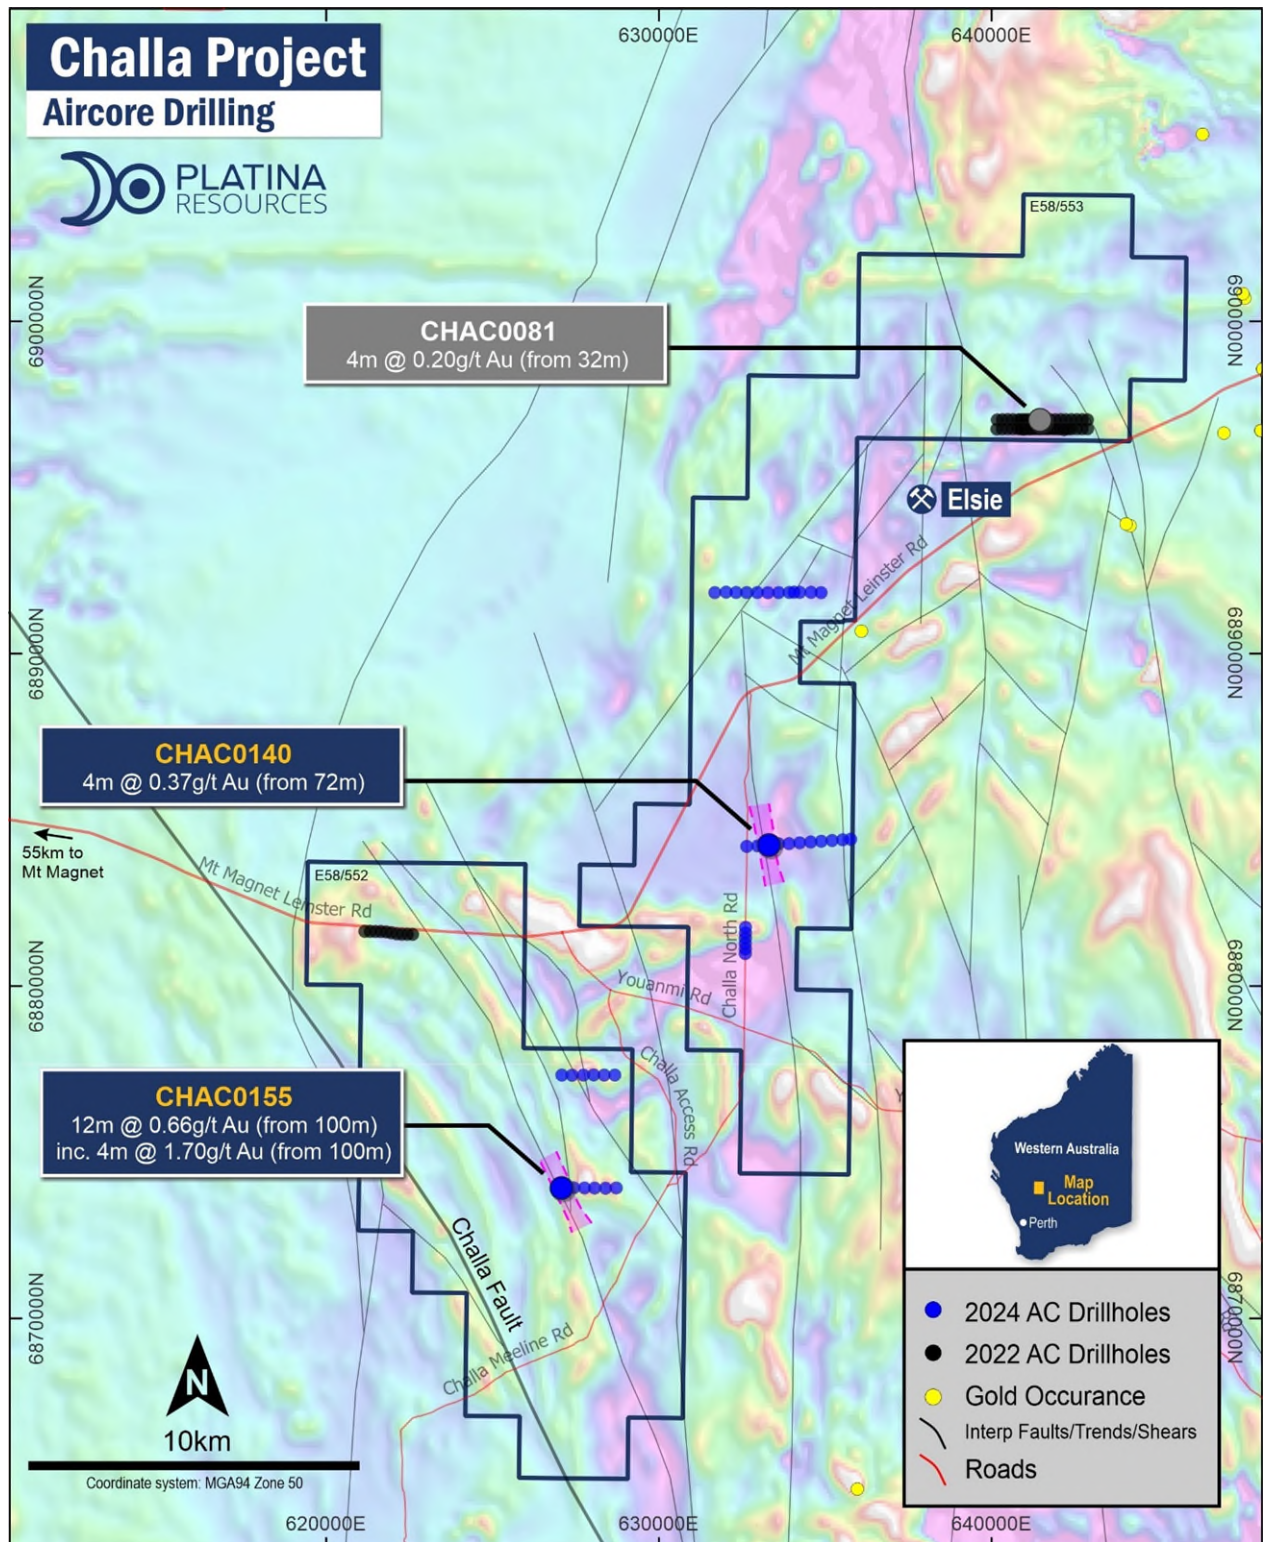 Challa Project
Aircore Drilling
PLATINA
RESOURCES
630000E
640000E
E58/553
6900000N
6900000N
CHAC0081
4m @ 0.20g/t Au (from 32m)
Elsie
Mt Magnet Leinster Rd
6890000N
6890000N
CHAC0140
4m @ 0.37g/t Au (from 72m)
55km to
Mt Magnet
Mt Magnet Leinster Rd
E58/552
Challa North Rd
Youanmi Rd
6880000N
6880000N
Challa Access Rd
CHAC0155
12m @ 0.66g/t Au (from 100m)
inc. 4m @ 1.70g/t Au (from 100m)
Challa Fault
Challa Meeline Rd
6870000N
6870000N
Western Australia
Map
Location
Perth
2024 AC Drillholes
2022 AC Drillholes
Gold Occurance
Interp Faults/Trends/Shears
Roads
N
10km
Coordinate system: MGA94 Zone 50
620000E
630000E
640000E